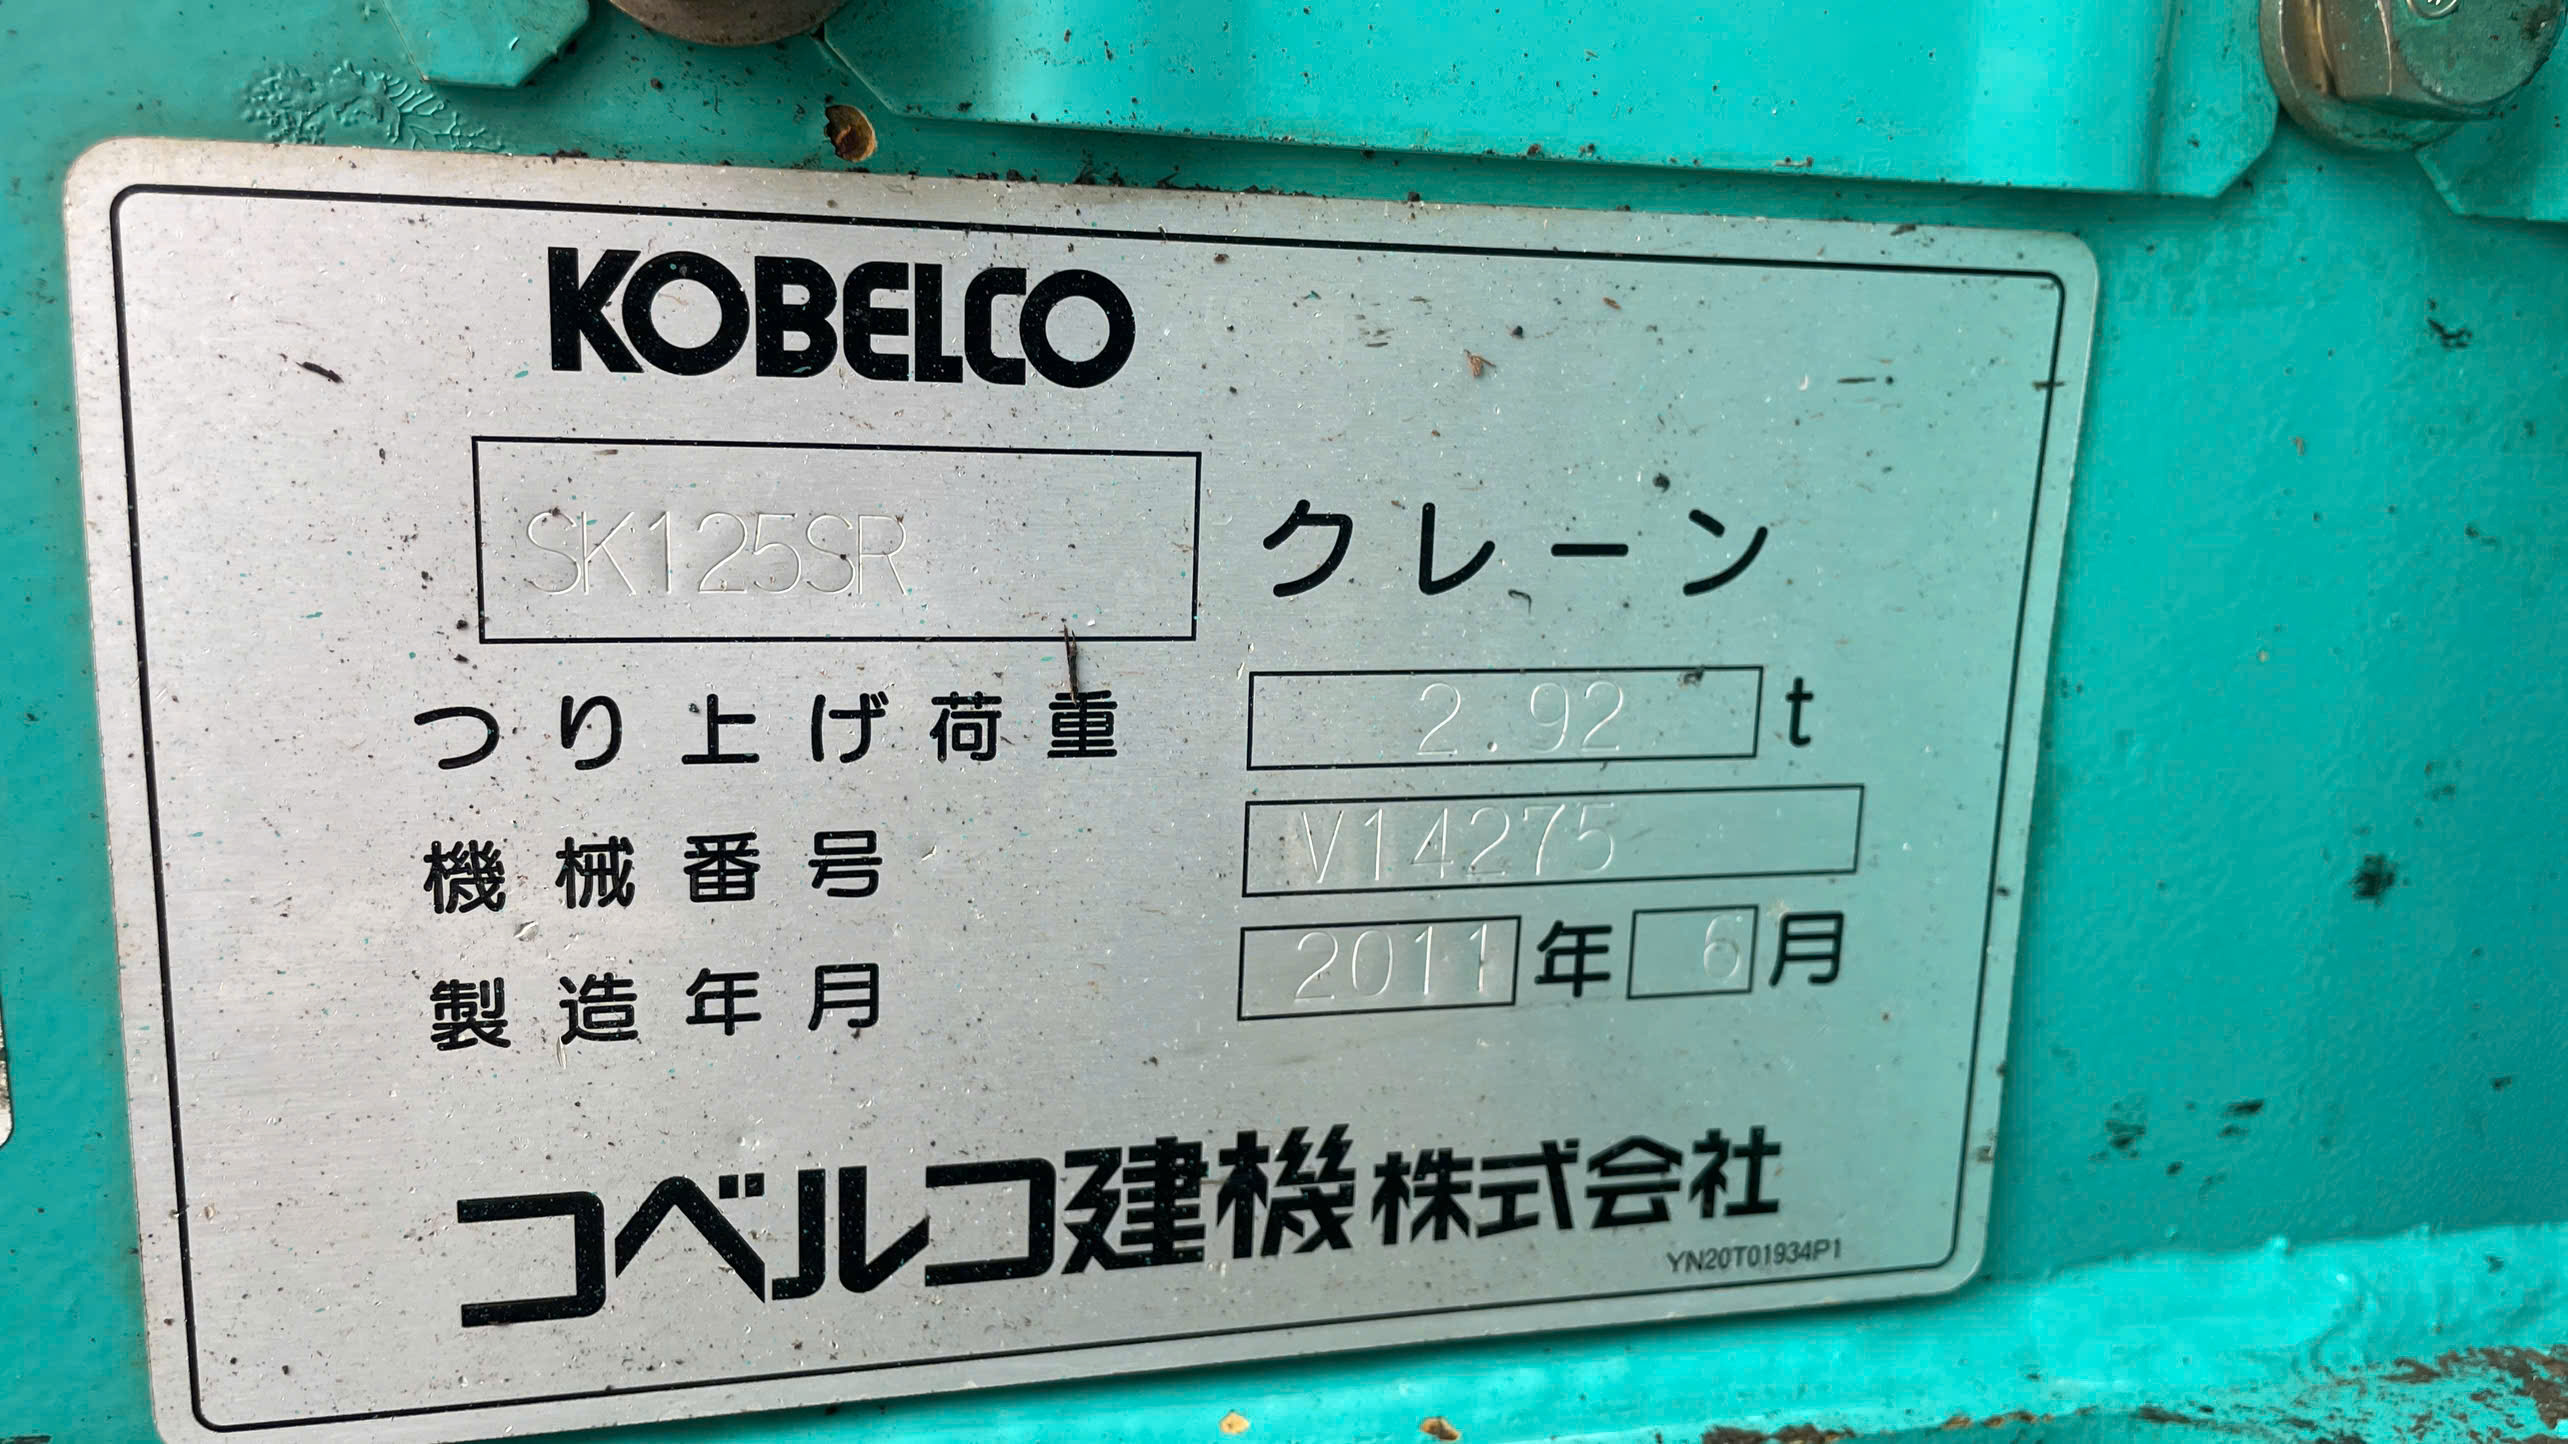 KOBELCO
SK125SR クレーン
つり上げ荷重 2.92 t
機械番号 V14275
製造年月 2011 年 6 月
コベルコ建機株式会社
YN20T01934P1